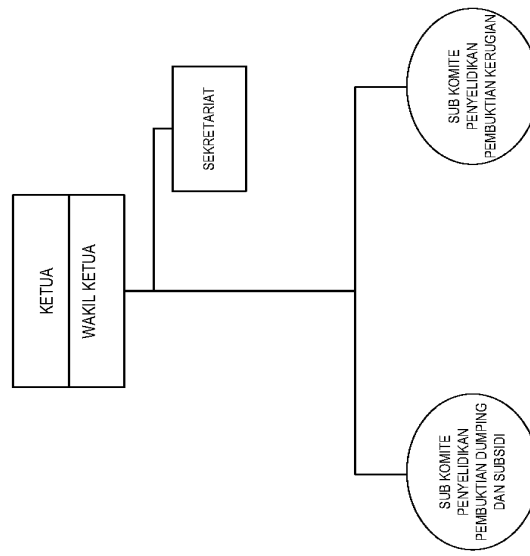 KETUA
WAKIL KETUA
SEKRETARIAT
SUB KOMITE
PENYELIDIKAN
PEMBUKTIAN DUMPING
DAN SUBSIDI
SUB KOMITE
PENYELIDIKAN
PEMBUKTIAN KERUGIAN